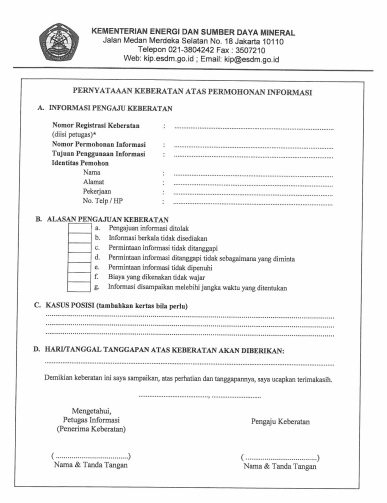 KEMENTERIAN ENERGI DAN SUMBER DAYA MINERAL
Jalan Medan Merdeka Selatan No. 18 Jakarta 10110
Telepon 021-3804242 Fax : 3507210
Web: kip.esdm.go.id ; Email: kip@esdm.go.id
PERNYATAAAN KEBERATAN ATAS PERMOHONAN INFORMASI
A. INFORMASI PENGAJU KEBERATAN
Nomor Registrasi Keberatan :
(diisi petugas)*
Nomor Permohonan Informasi :
Tujuan Penggunaan Informasi :
Identitas Pemohon
Nama :
Alamat :
Pekerjaan :
No. Telp / HP :
B. ALASAN PENGAJUAN KEBERATAN
a. Pengajuan informasi ditolak
b. Informasi berkala tidak disediakan
c. Permintaan informasi tidak ditanggapi
d. Permintaan informasi ditanggapi tidak sebagaimana yang diminta
e. Permintaan informasi tidak dipenuhi
f. Biaya yang dikenakan tidak wajar
g. Informasi disampaikan melebihi jangka waktu yang ditentukan
C. KASUS POSISI (tambahkan kertas bila perlu)
D. HARI/TANGGAL TANGGAPAN ATAS KEBERATAN AKAN DIBERIKAN:
Demikian keberatan ini saya sampaikan, atas perhatian dan tanggapannya, saya ucapkan terimakasih.
Mengetahui,
Petugas Informasi
(Penerima Keberatan)
Pengaju Keberatan
(..............................)
Nama & Tanda Tangan
(..............................)
Nama & Tanda Tangan